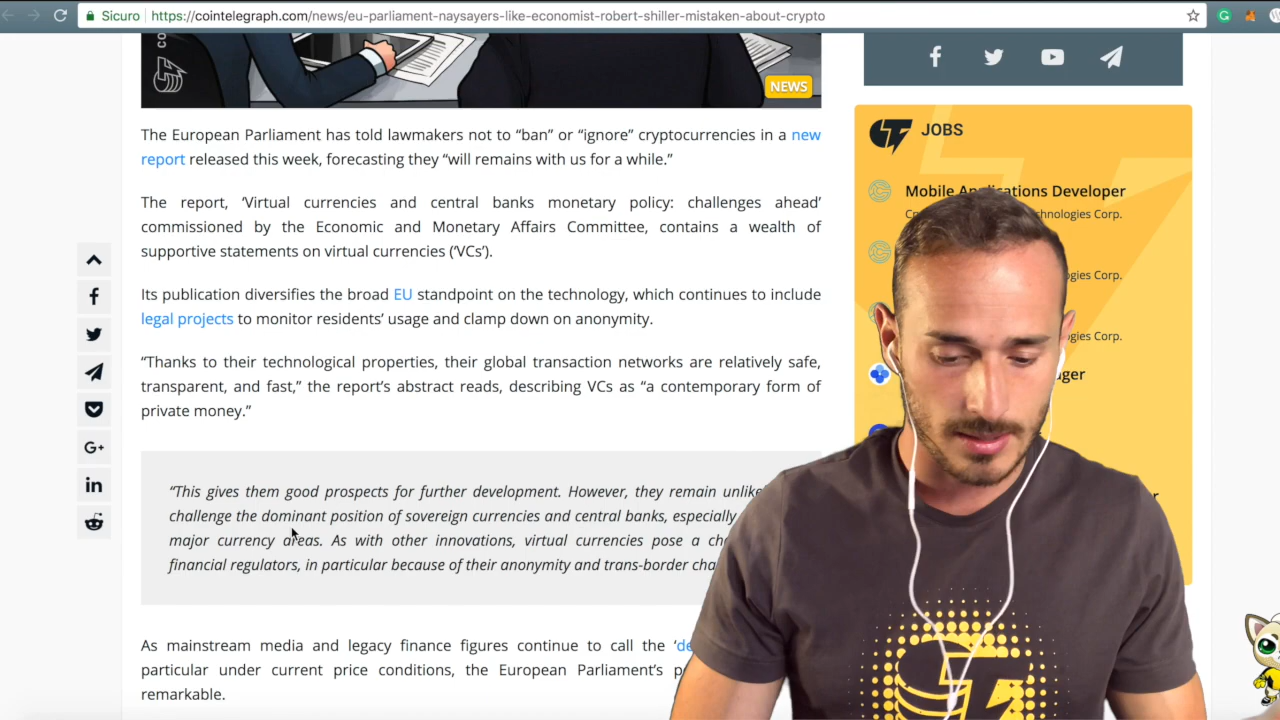 Sicuro https://cointelegraph.com/news/eu-parliament-naysayers-like-economist-robert-shiller-mistaken-about-crypto
NEWS
The European Parliament has told lawmakers not to “ban” or “ignore” cryptocurrencies in a new
report released this week, forecasting they “will remains with us for a while.”
The report, ‘Virtual currencies and central banks monetary policy: challenges ahead’
commissioned by the Economic and Monetary Affairs Committee, contains a wealth of
supportive statements on virtual currencies (‘VCs’).
Its publication diversifies the broad EU standpoint on the technology, which continues to include
legal projects to monitor residents’ usage and clamp down on anonymity.
“Thanks to their technological properties, their global transaction networks are relatively safe,
transparent, and fast,” the report’s abstract reads, describing VCs as “a contemporary form of
private money.”
“This gives them good prospects for further development. However, they remain
challenge the dominant position of sovereign currencies and central banks, especially
major currency areas. As with other innovations, virtual currencies pose a
financial regulators, in particular because of their anonymity and trans-border
As mainstream media and legacy finance figures continue to call the
particular under current price conditions, the European Parliament’s
remarkable.
G+
in
JOBS
Mobile Applications Developer
Technologies Corp.
Corp.
Corp.